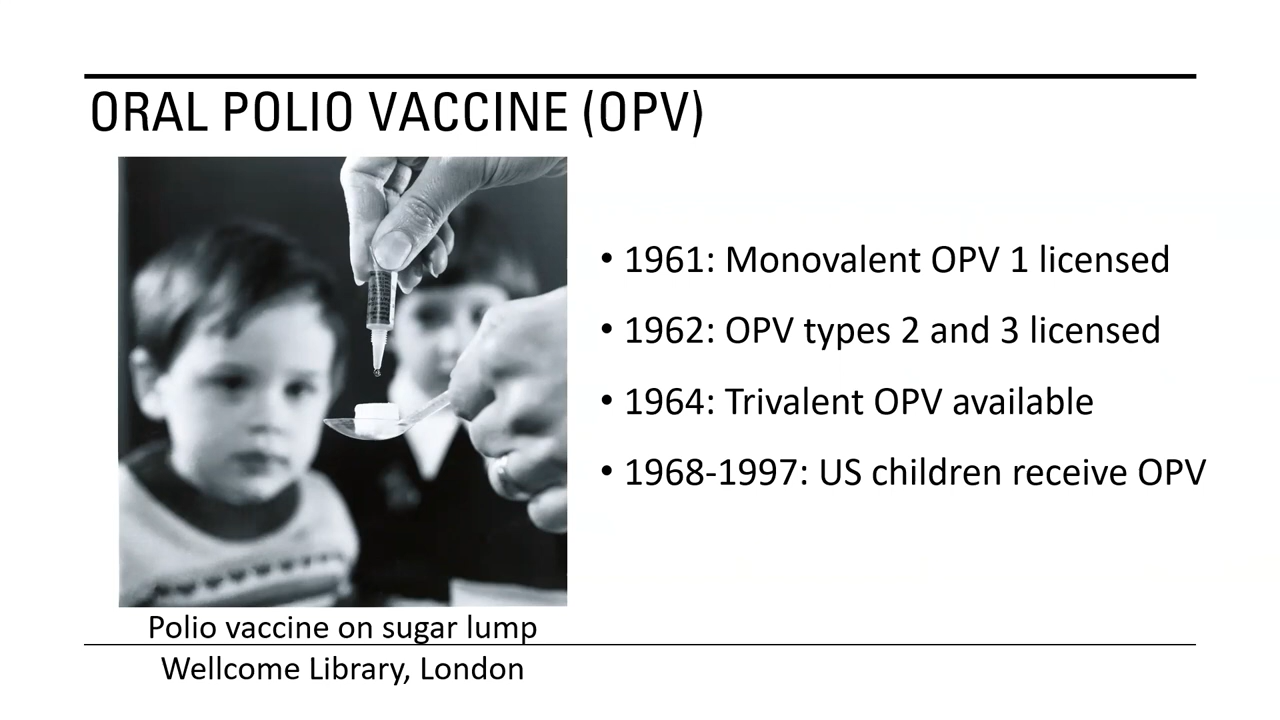 ORAL POLIO VACCINE (OPV)
• 1961: Monovalent OPV 1 licensed
• 1962: OPV types 2 and 3 licensed
• 1964: Trivalent OPV available
• 1968-1997: US children receive OPV
Polio vaccine on sugar lump
Wellcome Library, London